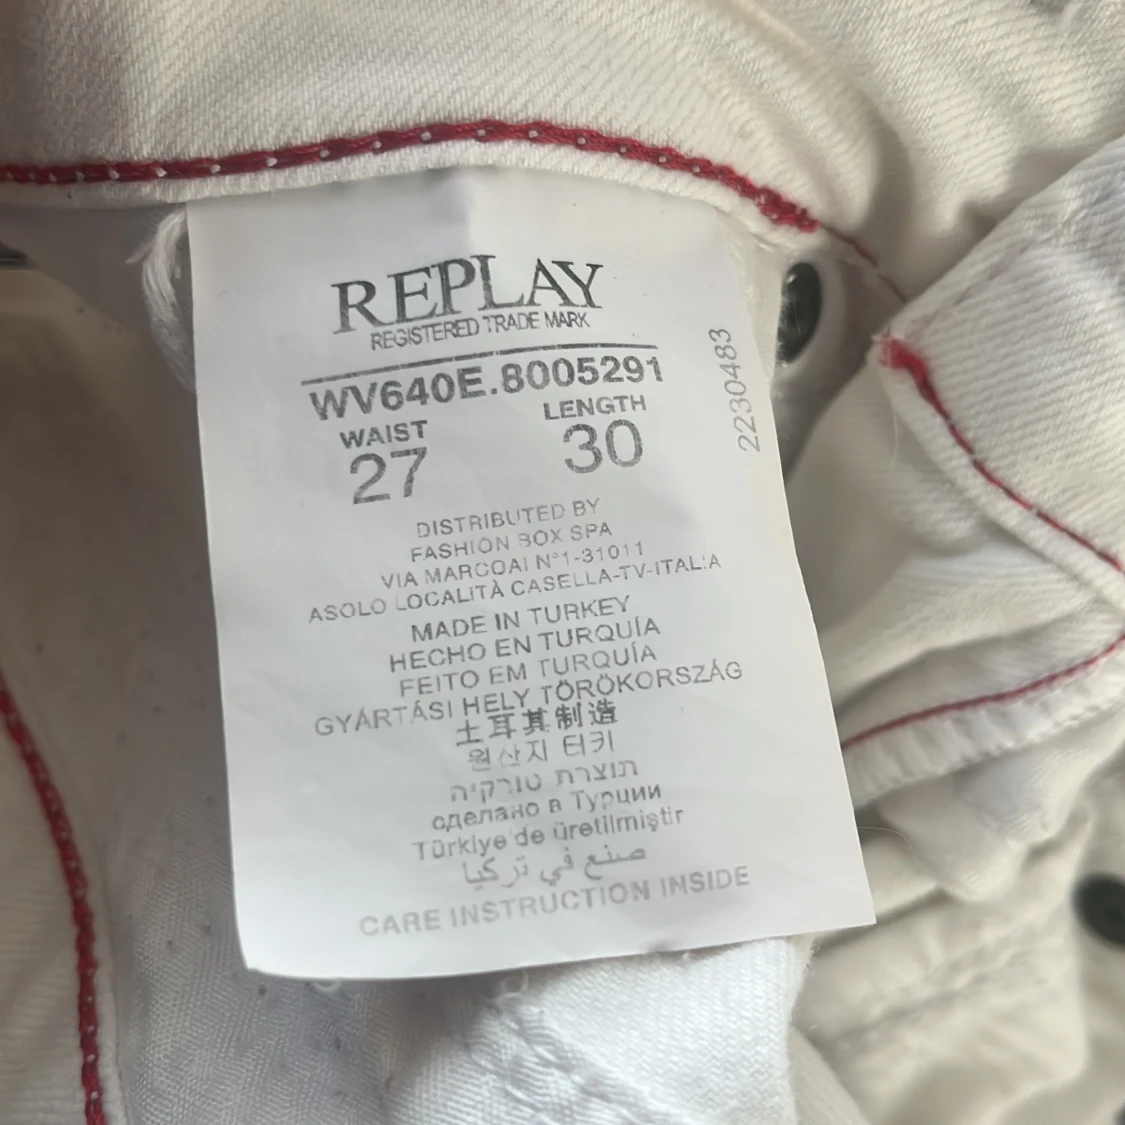 REPLAY
REGISTERED TRADE MARK
WV640E.8005291
WAIST LENGTH
27 30
2230483
DISTRIBUTED BY
FASHION BOX SPA
VIA MARCOAI N°1-31011
ASOLO LOCALITÀ CASELLA-TV-ITALIA
MADE IN TURKEY
HECHO EN TURQUÍA
FEITO EM TURQUÍA
GYÁRTÁSI HELY TÖRÖKORSZÁG
土耳其制造
원산지 터키
תוצרת טורקיה
сделано в Турции
Türkiye'de üretilmiştir
صنع في تركيا
CARE INSTRUCTION INSIDE